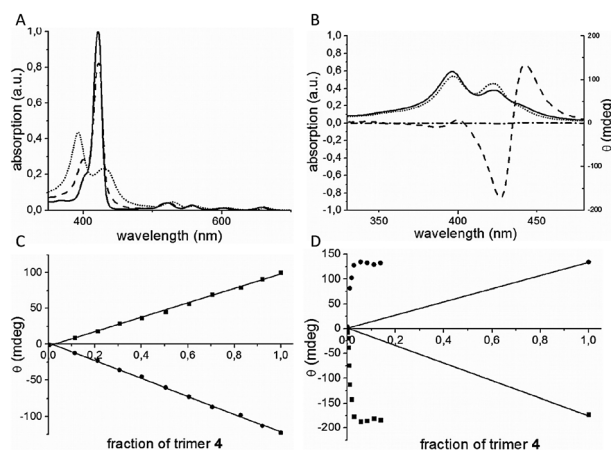 A
absorption (a.u.)
1,0
0,8
0,6
0,4
0,2
0,0
400
600
wavelength (nm)
B
absorption (a.u.)
1,0
0,8
0,6
0,4
0,2
0,0
-0,2
-0,4
-0,6
-0,8
-1,0
350
400
450
wavelength (nm)
200
100
0
-100
-200
θ (mdeg)
C
θ (mdeg)
100
50
0
-50
-100
0,0 0,2 0,4 0,6 0,8 1,0
fraction of trimer 4
D
θ (mdeg)
150
100
50
0
-50
-100
-150
-200
0,0 0,2 0,4 0,6 0,8 1,0
fraction of trimer 4